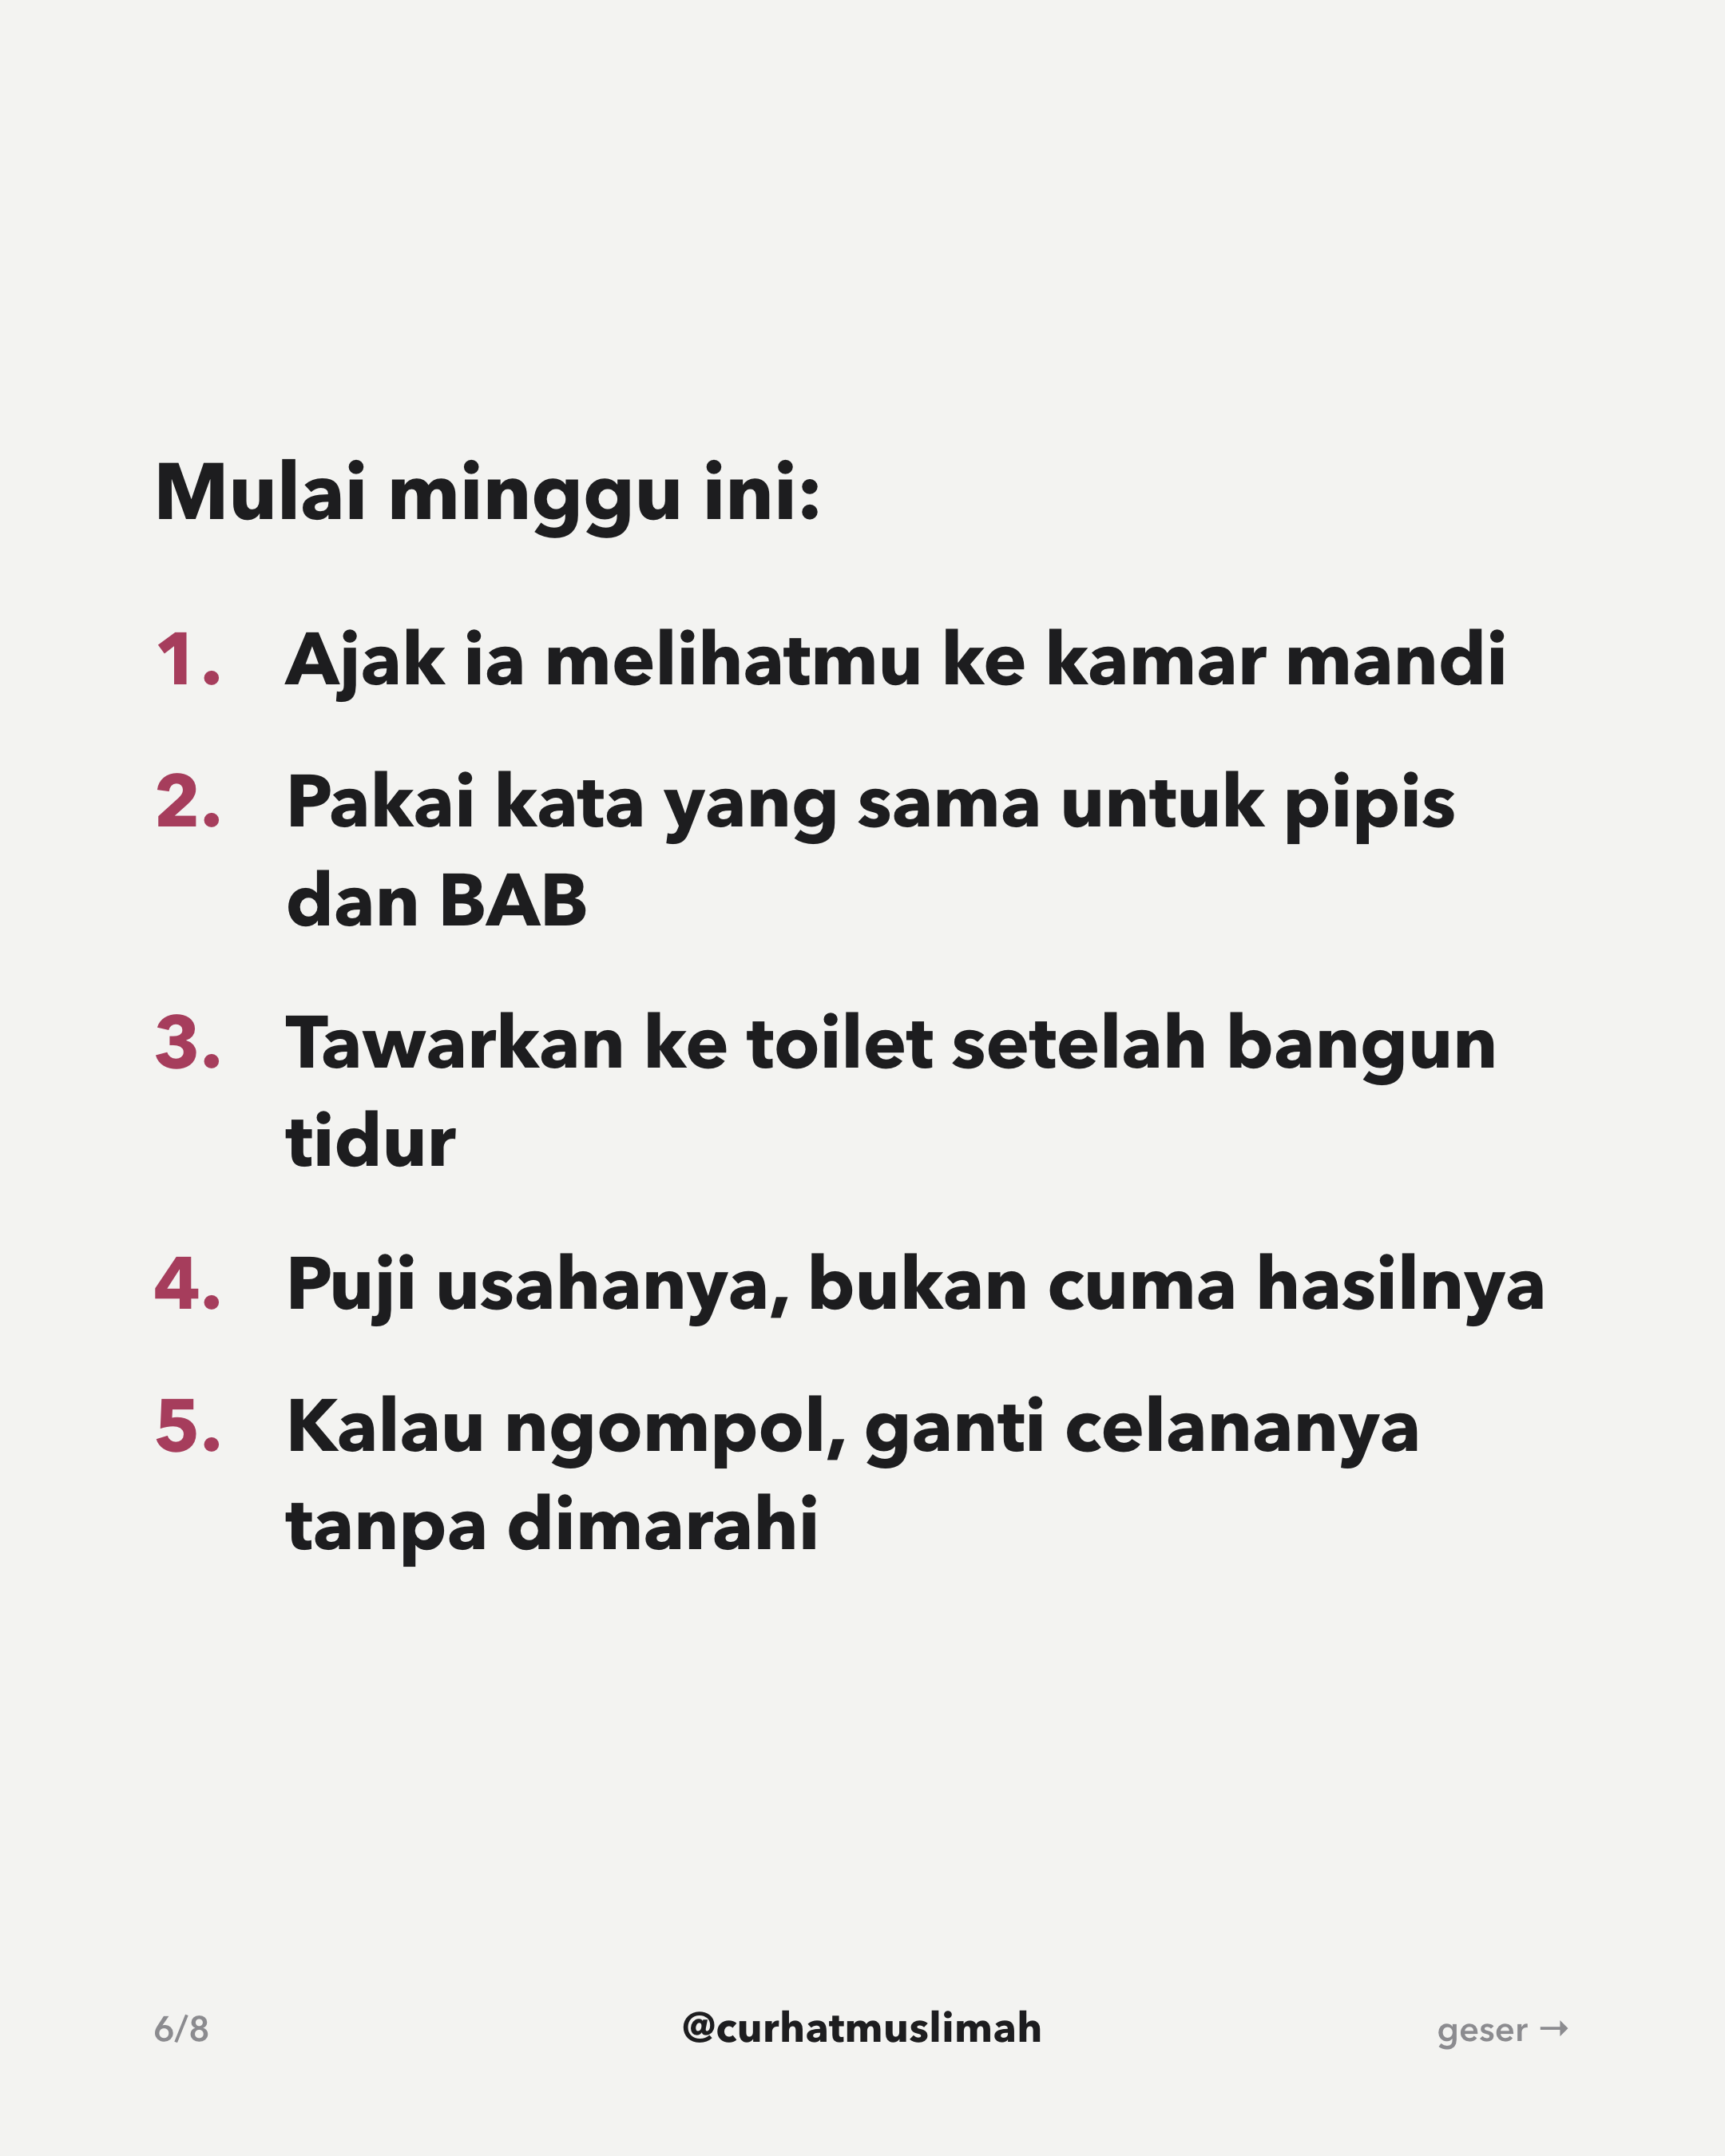 Mulai minggu ini:
1. Ajak ia melihatmu ke kamar mandi
2. Pakai kata yang sama untuk pipis
dan BAB
3. Tawarkan ke toilet setelah bangun
tidur
4. Puji usahanya, bukan cuma hasilnya
5. Kalau ngompol, ganti celananya
tanpa dimarahi
6/8
@curhatmuslimah
geser →